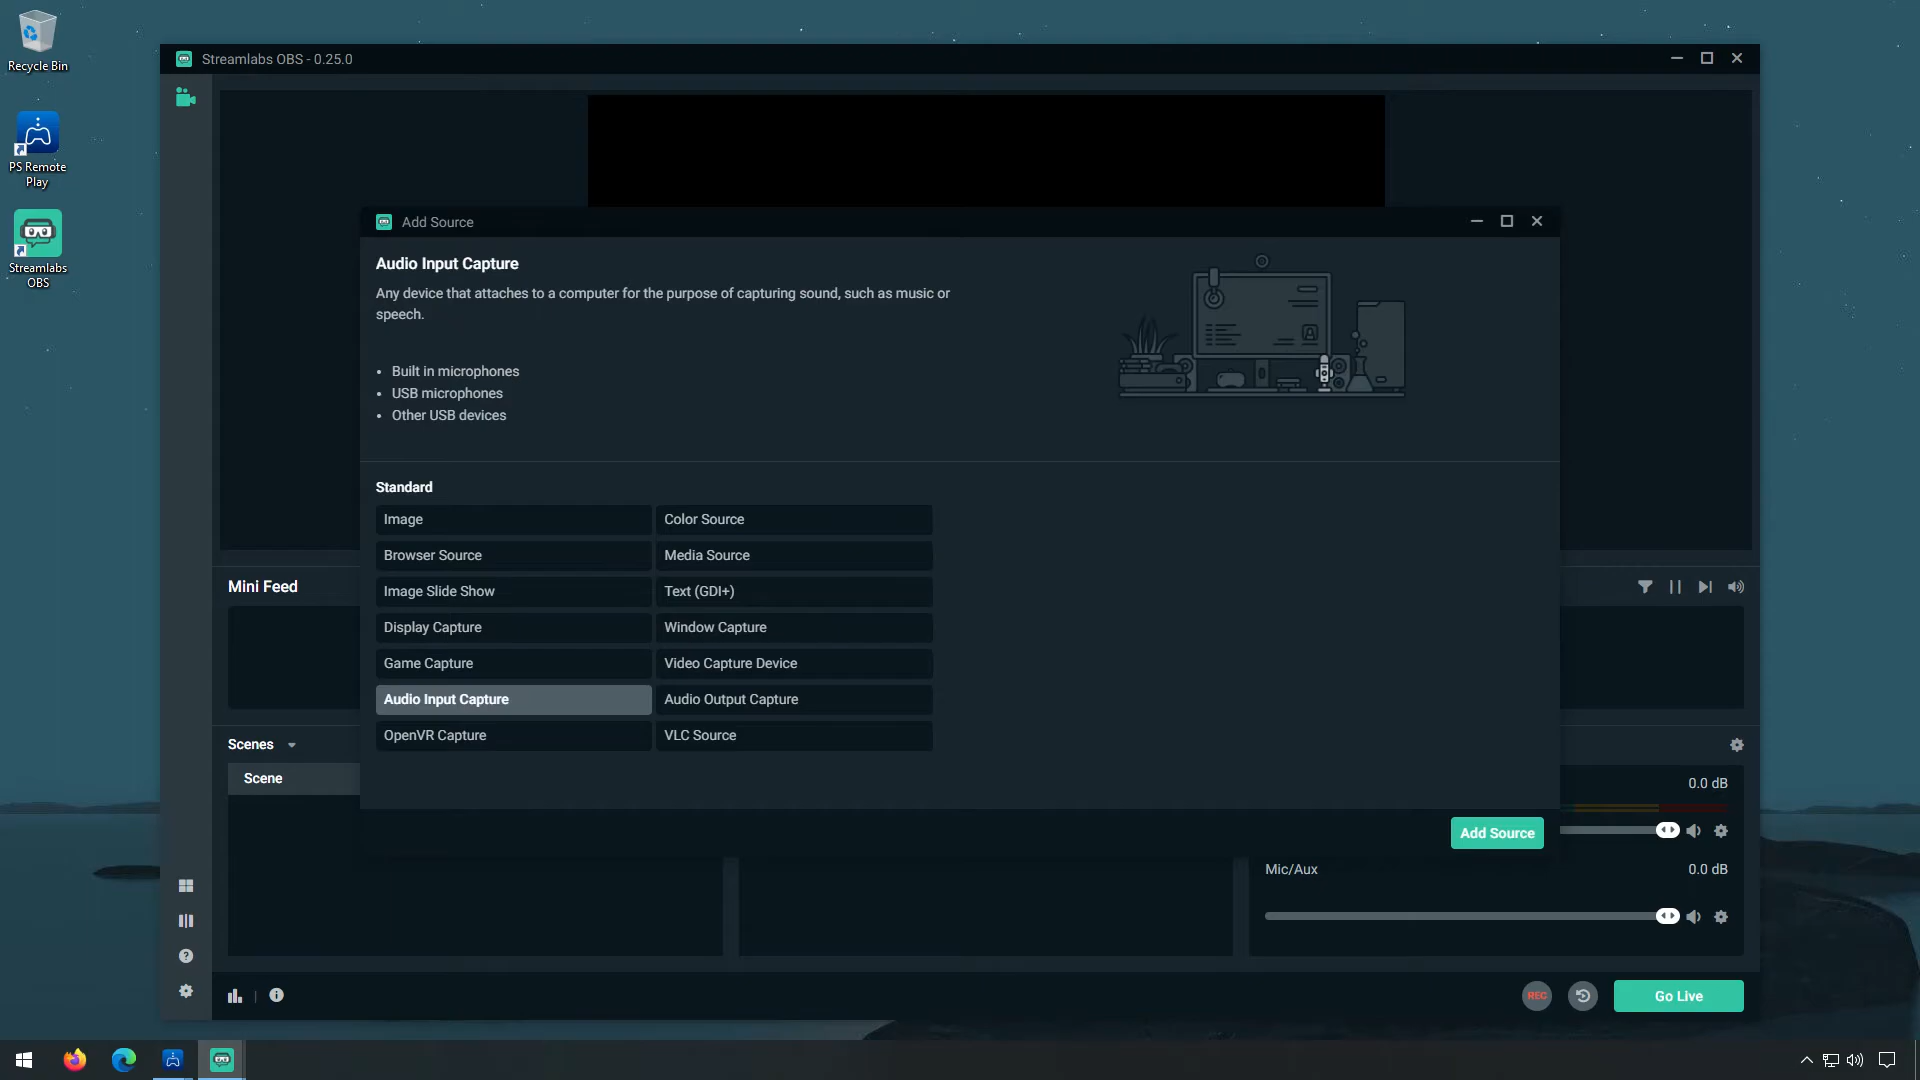 Recycle Bin
PS Remote
Play
Streamlabs
OBS
Streamlabs OBS - 0.25.0
Add Source
Audio Input Capture
Any device that attaches to a computer for the purpose of capturing sound, such as music or
speech.
• Built in microphones
• USB microphones
• Other USB devices
Standard
Image
Color Source
Browser Source
Media Source
Image Slide Show
Text (GDI+)
Display Capture
Window Capture
Game Capture
Video Capture Device
Audio Input Capture
Audio Output Capture
OpenVR Capture
VLC Source
Add Source
Mini Feed
Scenes
Scene
0.0 dB
Mic/Aux
0.0 dB
REC
Go Live